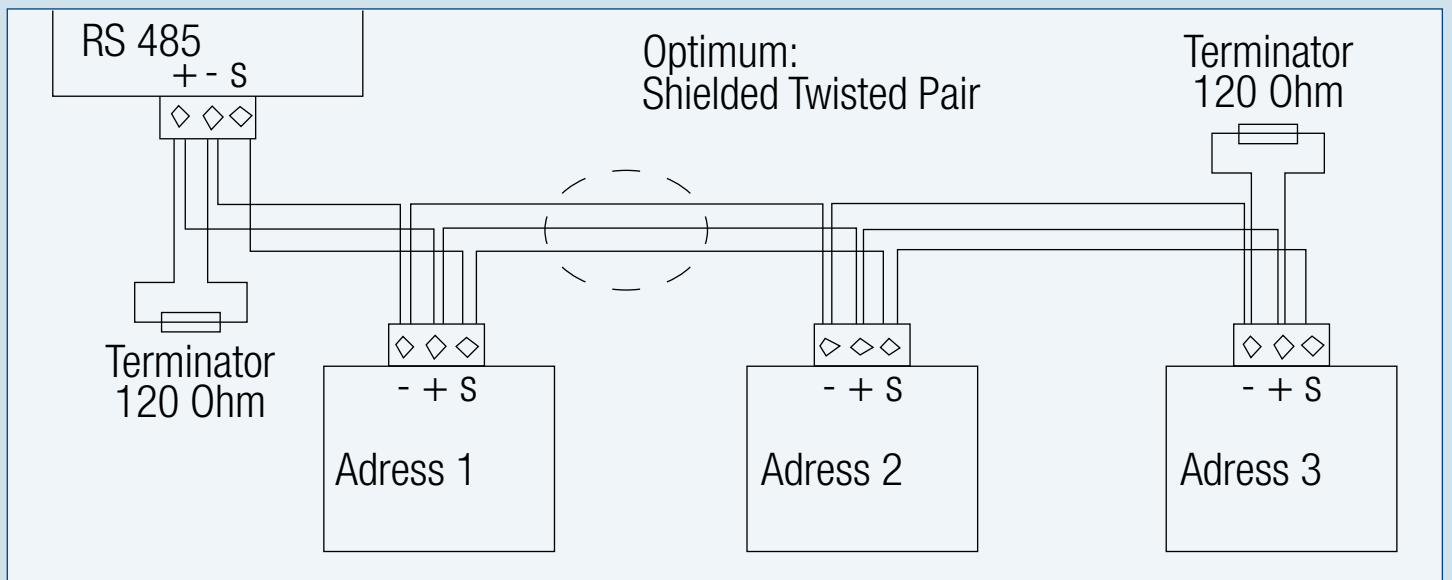 RS 485
+ - S
Optimum:
Shielded Twisted Pair
Terminator
120 Ohm
Terminator
120 Ohm
- + S
Adress 1
- + S
Adress 2
- + S
Adress 3